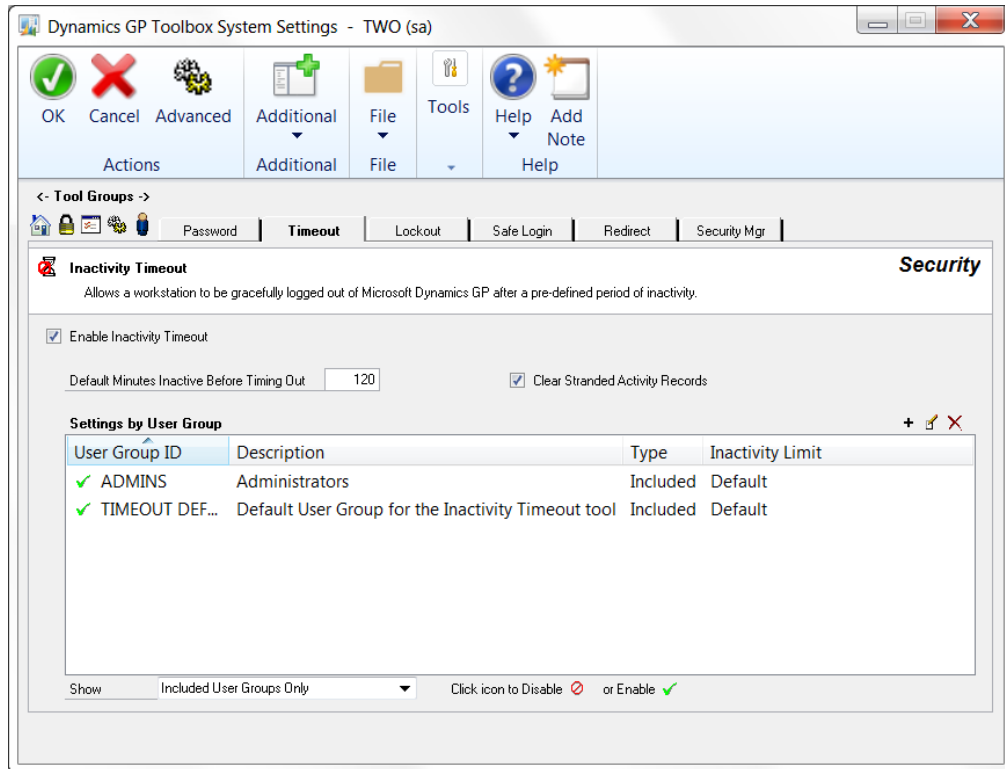 Dynamics GP Toolbox System Settings  -  TWO (sa)
OK Cancel Advanced Additional File Tools Help Add Note
Actions Additional File Help
<- Tool Groups ->
Password Timeout Lockout Safe Login Redirect Security Mgr
Inactivity Timeout Security
Allows a workstation to be gracefully logged out of Microsoft Dynamics GP after a pre-defined period of inactivity.
Enable Inactivity Timeout
Default Minutes Inactive Before Timing Out 120 Clear Stranded Activity Records
Settings by User Group
User Group ID Description Type Inactivity Limit
ADMINS Administrators Included Default
TIMEOUT DEF... Default User Group for the Inactivity Timeout tool Included Default
Show Included User Groups Only Click icon to Disable or Enable